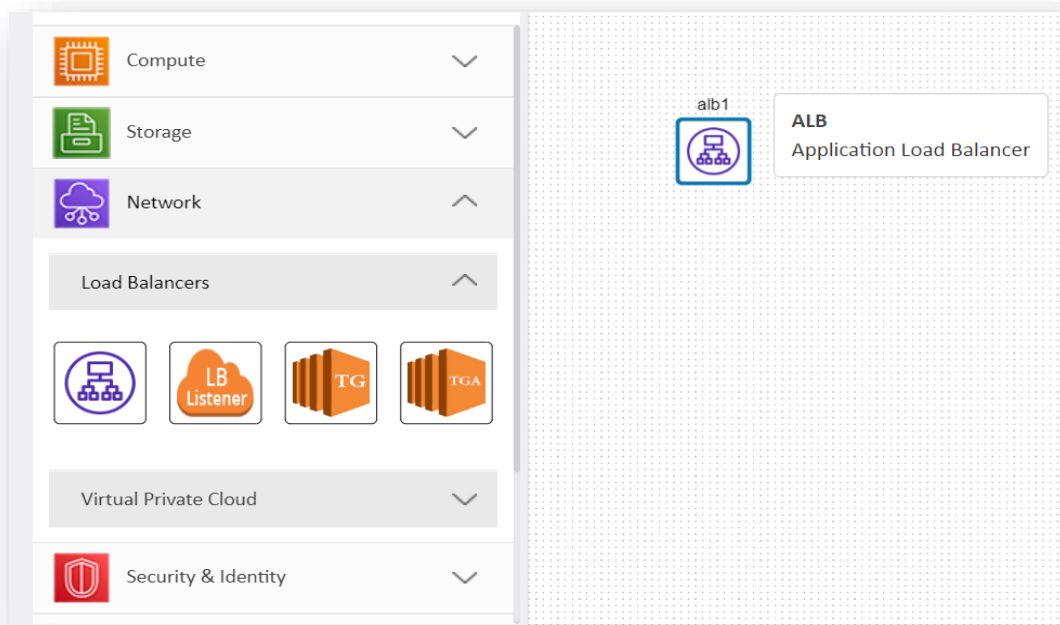 Compute
Storage
Network
Load Balancers
LB
Listener
TG
TGA
Virtual Private Cloud
Security & Identity
alb1
ALB
Application Load Balancer